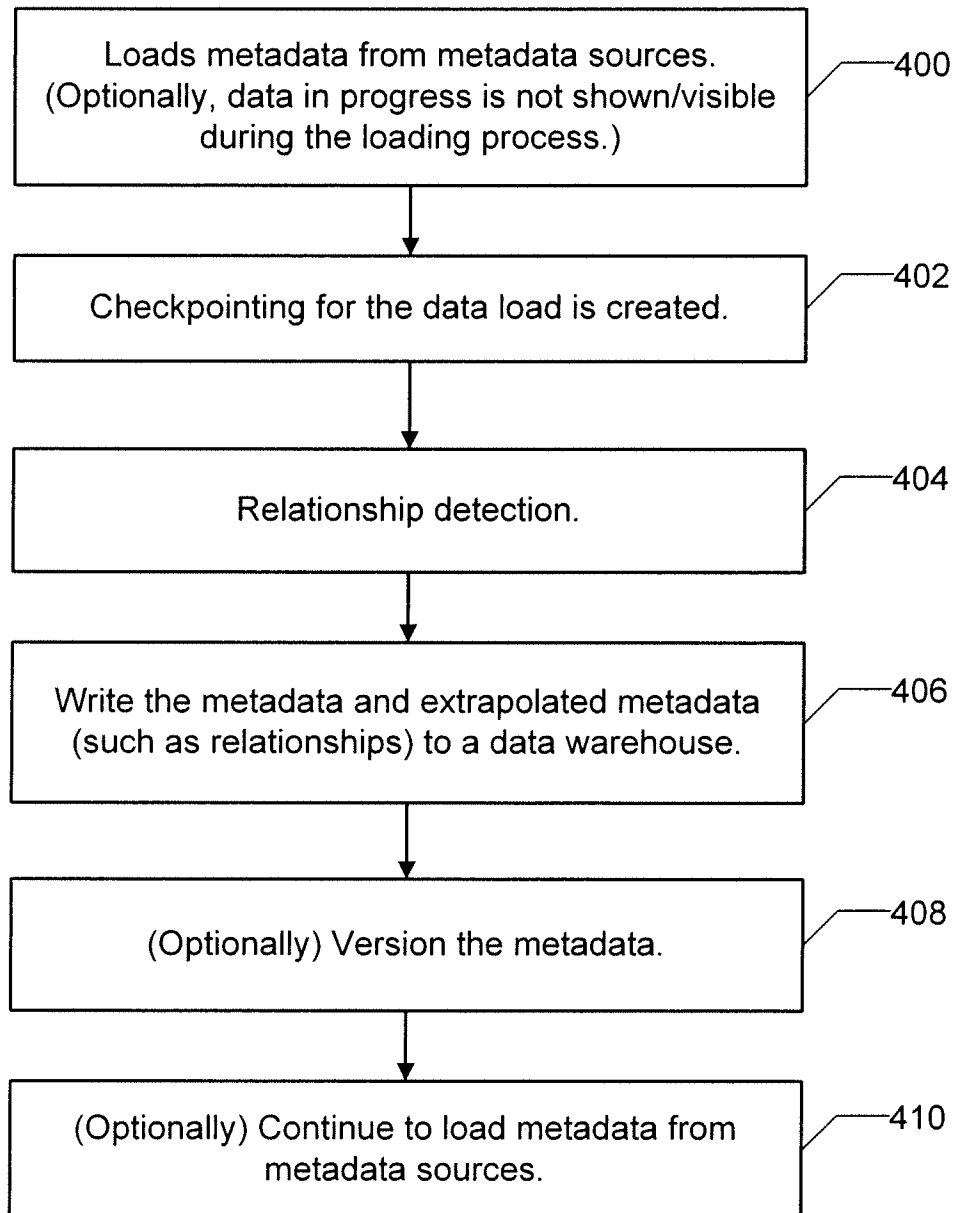 Loads metadata from metadata sources.
(Optionally, data in progress is not shown/visible
during the loading process.)
400
Checkpointing for the data load is created.
402
Relationship detection.
404
Write the metadata and extrapolated metadata
(such as relationships) to a data warehouse.
406
(Optionally) Version the metadata.
408
(Optionally) Continue to load metadata from
metadata sources.
410